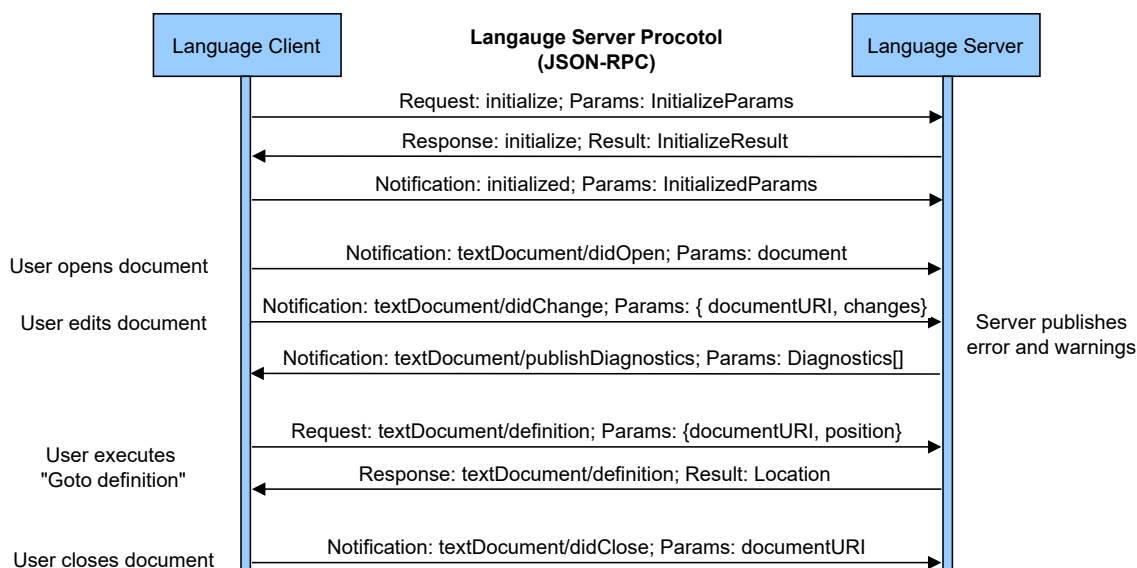 Language Client
Langauge Server Procotol
(JSON-RPC)
Language Server
Request: initialize; Params: InitializeParams
Response: initialize; Result: InitializeResult
Notification: initialized; Params: InitializedParams
User opens document
Notification: textDocument/didOpen; Params: document
User edits document
Notification: textDocument/didChange; Params: { documentURI, changes}
Server publishes
error and warnings
Notification: textDocument/publishDiagnostics; Params: Diagnostics[]
User executes
"Goto definition"
Request: textDocument/definition; Params: {documentURI, position}
Response: textDocument/definition; Result: Location
User closes document
Notification: textDocument/didClose; Params: documentURI